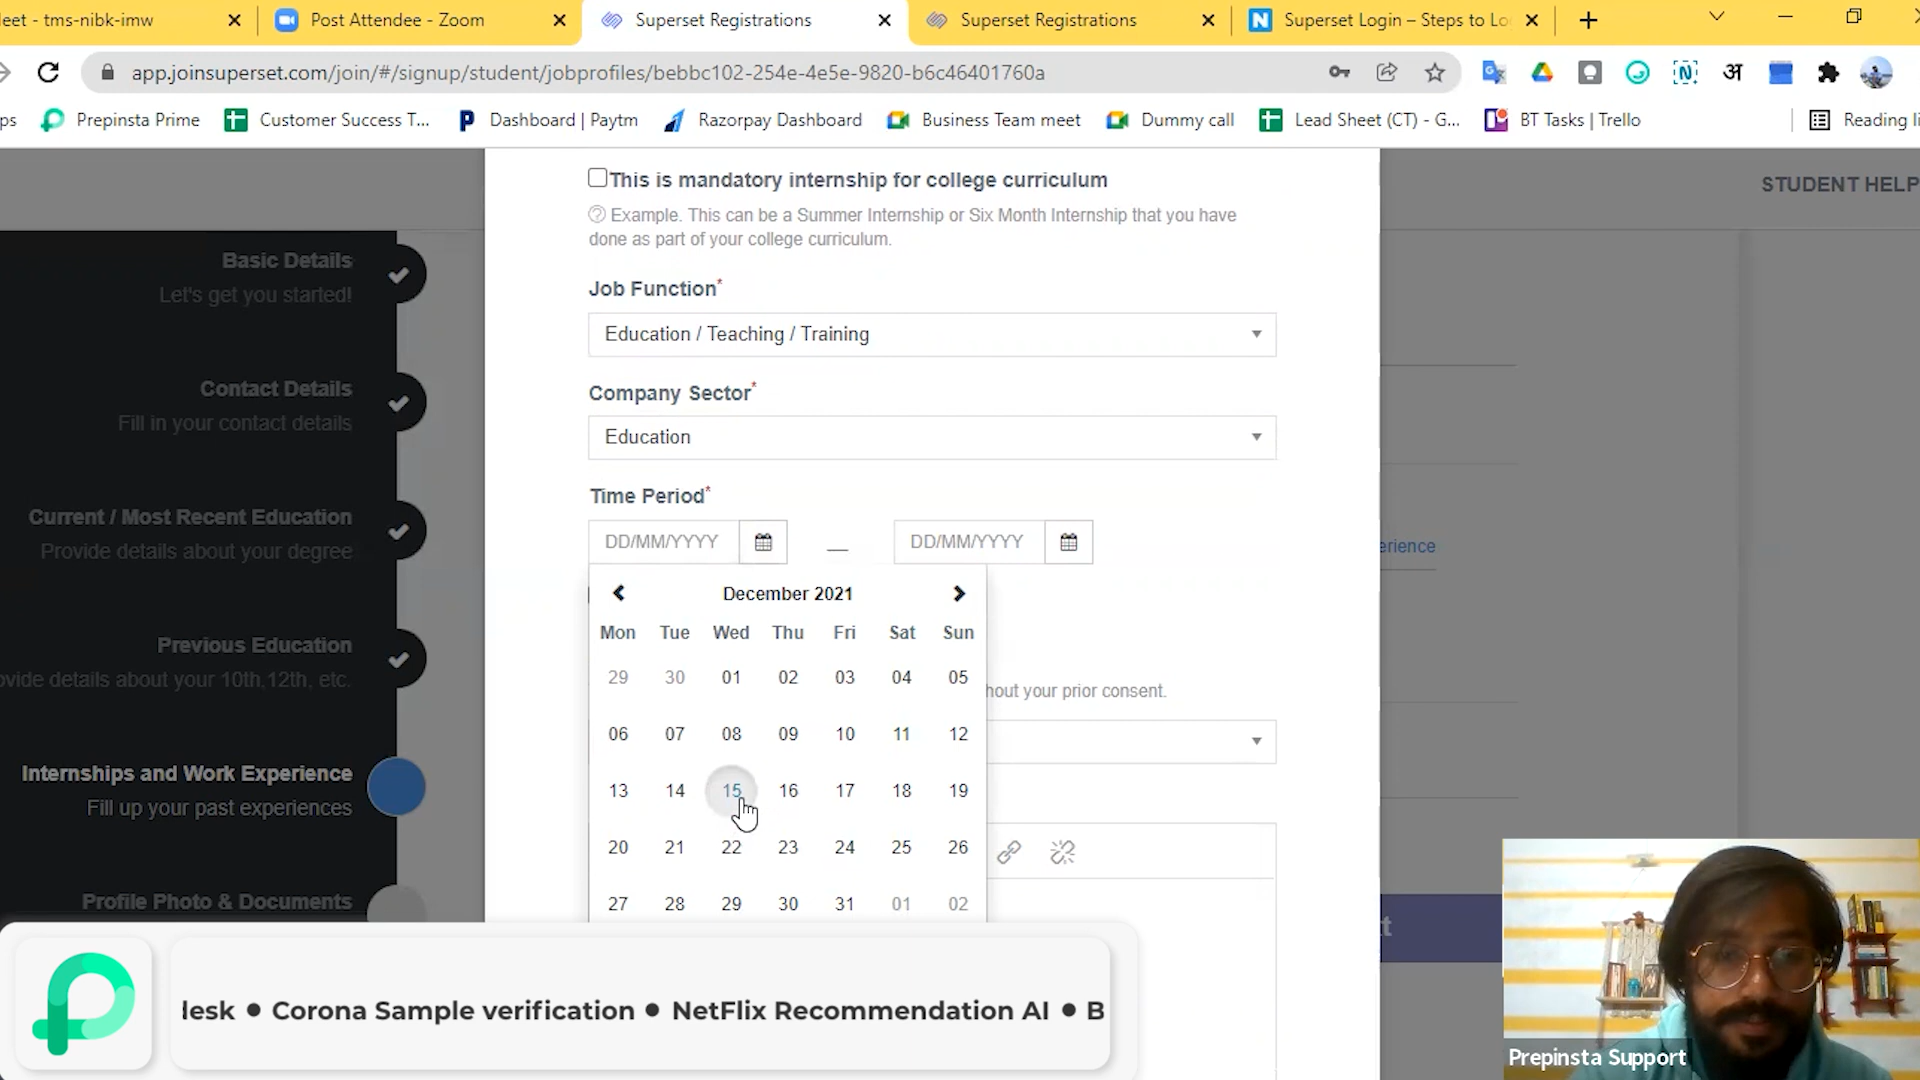 leet - tms-nibk-imw
Post Attendee - Zoom
Superset Registrations
Superset Registrations
Superset Login – Steps to Lo
app.joinsuperset.com/join/#/signup/student/jobprofiles/bebbc102-254e-4e5e-9820-b6c46401760a
ps
Prepinsta Prime
Customer Success T...
Dashboard | Paytm
Razorpay Dashboard
Business Team meet
Dummy call
Lead Sheet (CT) - G...
BT Tasks | Trello
Reading li
STUDENT HELP
This is mandatory internship for college curriculum
Example. This can be a Summer Internship or Six Month Internship that you have
done as part of your college curriculum.
Basic Details
Let's get you started!
Contact Details
Fill in your contact details
Current / Most Recent Education
Provide details about your degree
Previous Education
ovide details about your 10th,12th, etc.
Internships and Work Experience
Fill up your past experiences
Profile Photo & Documents
Job Function*
Education / Teaching / Training
Company Sector*
Education
Time Period*
DD/MM/YYYY — DD/MM/YYYY
erience
December 2021
Mon Tue Wed Thu Fri Sat Sun
29 30 01 02 03 04 05
06 07 08 09 10 11 12
13 14 15 16 17 18 19
20 21 22 23 24 25 26
27 28 29 30 31 01 02
hout your prior consent.
t
lesk • Corona Sample verification • NetFlix Recommendation AI • B
Prepinsta Support